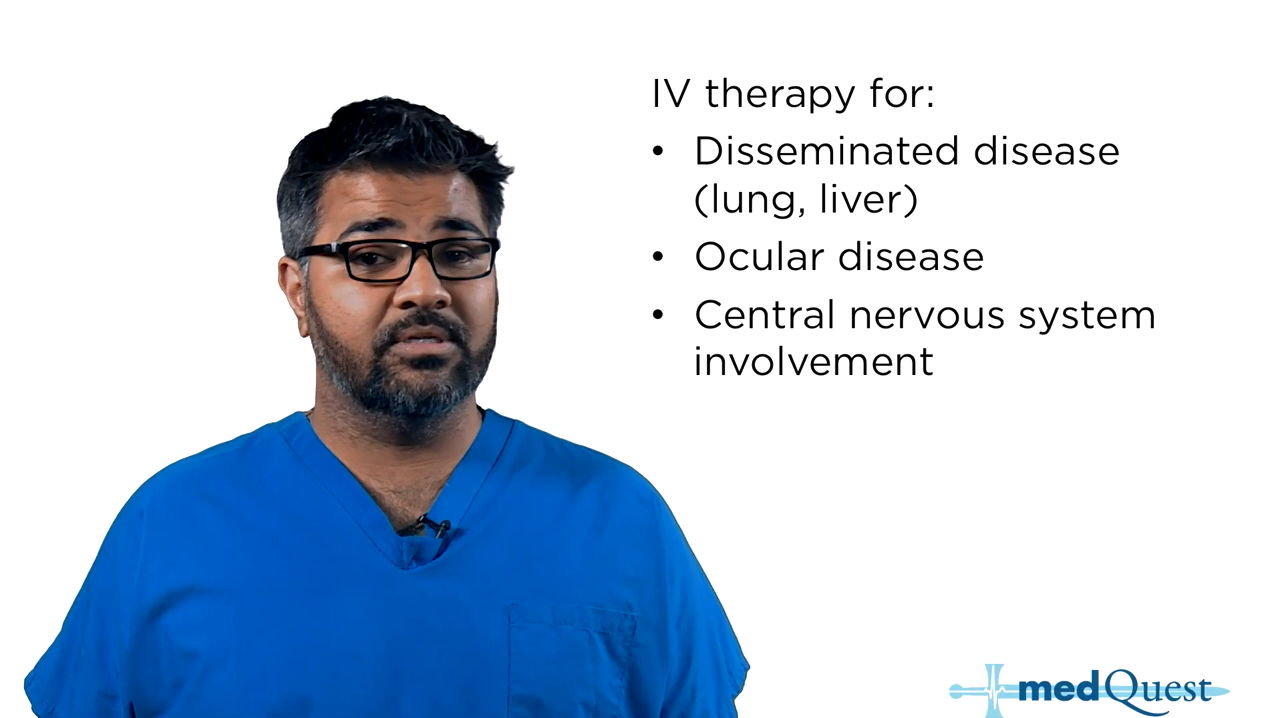 IV therapy for:
• Disseminated disease
(lung, liver)
• Ocular disease
• Central nervous system
involvement
medQuest